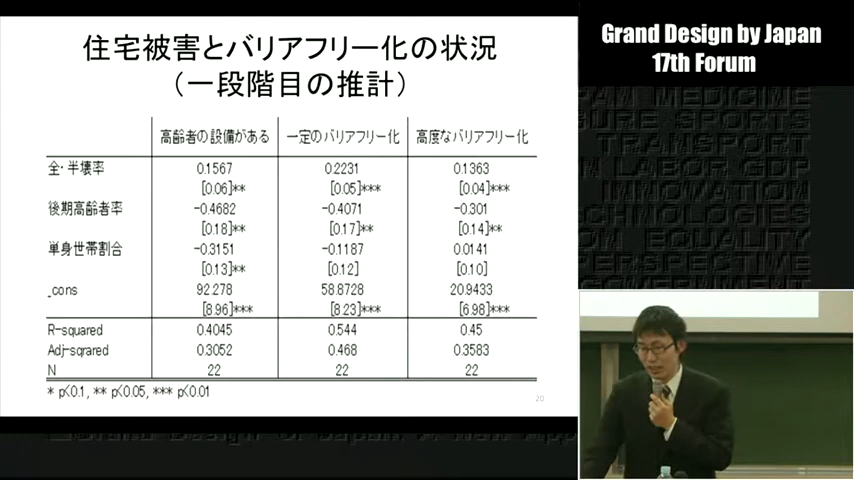 住宅被害とバリアフリー化の状況
（一段階目の推計）
高齢者の設備がある 一定のバリアフリー化 高度なバリアフリー化
全・半壊率 0.1567 0.2231 0.1363
[0.06]** [0.05]*** [0.04]***
後期高齢者率 -0.4682 -0.4071 -0.301
[0.18]** [0.17]** [0.14]**
単身世帯割合 -0.3151 -0.1187 0.0141
[0.13]** [0.12] [0.10]
_cons 92.278 58.8728 20.9433
[8.96]*** [8.23]*** [6.98]***
R-squared 0.4045 0.544 0.45
Adj-sqrared 0.3052 0.468 0.3583
N 22 22 22
* p<0.1, ** p<0.05, *** p<0.01
20
Grand Design by Japan
17th Forum
MEDICINE
SPORTS
TRANSPORT
LABOR GDP
INNOVATION
EQUALITY